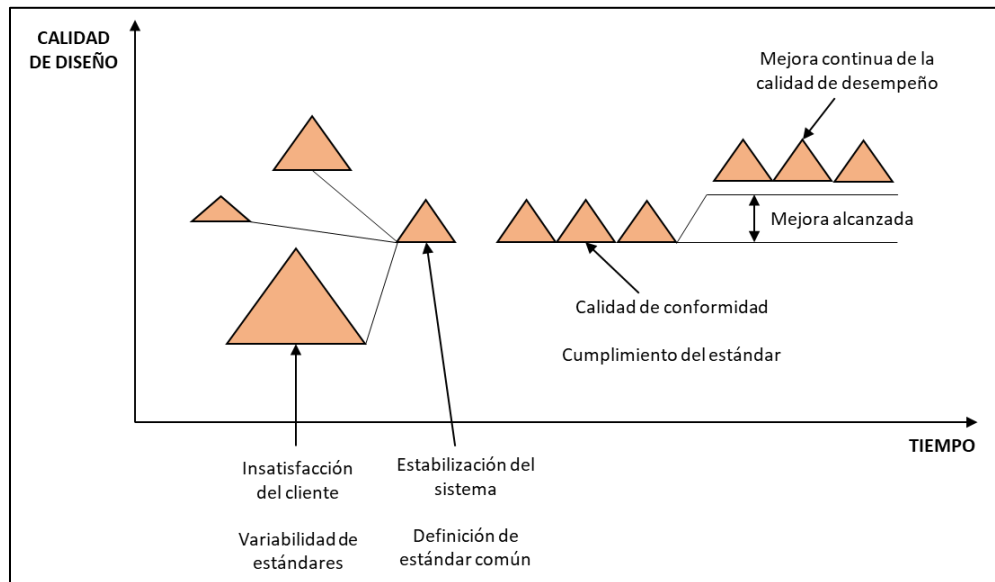 CALIDAD
DE DISEÑO
Mejora continua de la
calidad de desempeño
Mejora alcanzada
Calidad de conformidad
Cumplimiento del estándar
TIEMPO
Insatisfacción
del cliente
Variabilidad de
estándares
Estabilización del
sistema
Definición de
estándar común